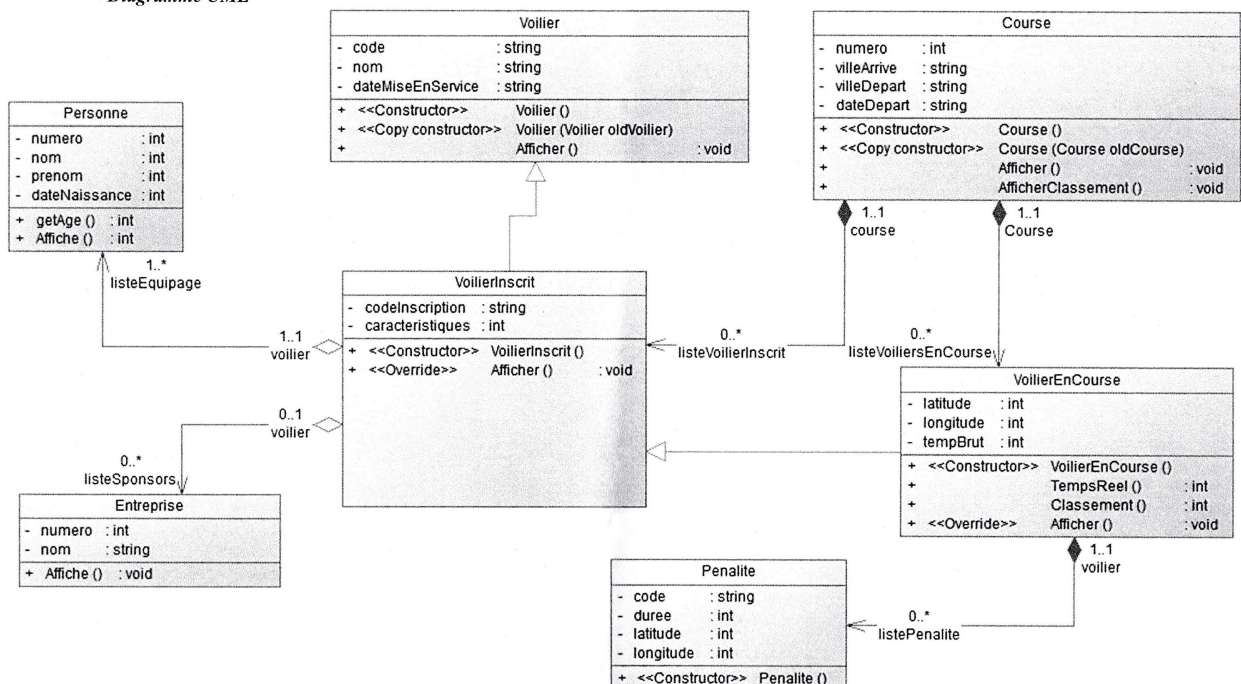 Diagramme UML
Voilier
- code : string
- nom : string
- dateMiseEnService : string
+ <<Constructor>> Voilier ()
+ <<Copy constructor>> Voilier (Voilier oldVoilier)
+ Afficher () : void
Course
- numero : int
- villeArrive : string
- villeDepart : string
- dateDepart : string
+ <<Constructor>> Course ()
+ <<Copy constructor>> Course (Course oldCourse)
+ Afficher () : void
+ AfficherClassement () : void
Personne
- numero : int
- nom : int
- prenom : int
- dateNaissance : int
+ getAge () : int
+ Affiche () : int
1..*
listeEquipage
1..1
voilier
1..1
course
1..1
Course
VoilierInscrit
- codeInscription : string
- caracteristiques : int
+ <<Constructor>> VoilierInscrit ()
+ <<Override>> Afficher () : void
0..*
listeVoilierInscrit
0..*
listeVoiliersEnCourse
0..1
voilier
0..*
listeSponsors
VoilierEnCourse
- latitude : int
- longitude : int
- tempBrut : int
+ <<Constructor>> VoilierEnCourse ()
+ TempsReel () : int
+ Classement () : int
+ <<Override>> Afficher () : void
Entreprise
- numero : int
- nom : string
+ Affiche () : void
1..1
voilier
0..*
listePenalite
Penalite
- code : string
- duree : int
- latitude : int
- longitude : int
+ <<Constructor>> Penalite ()